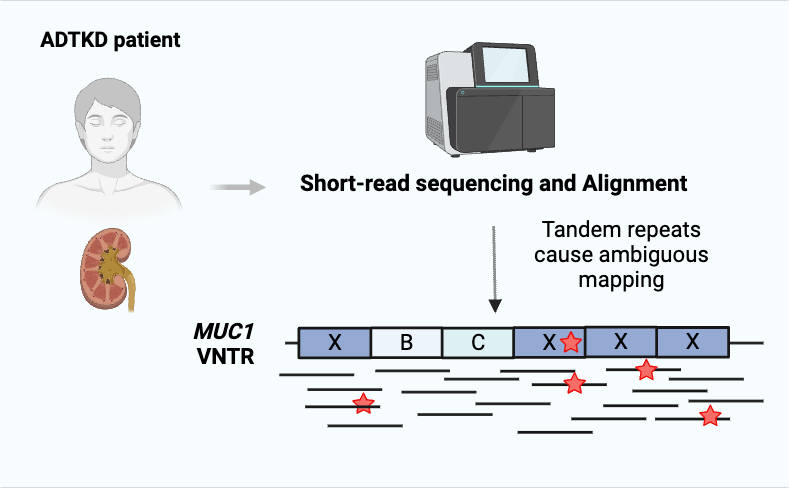 ADTKD patient
Short-read sequencing and Alignment
Tandem repeats
cause ambiguous
mapping
MUC1
VNTR
X B C X X X